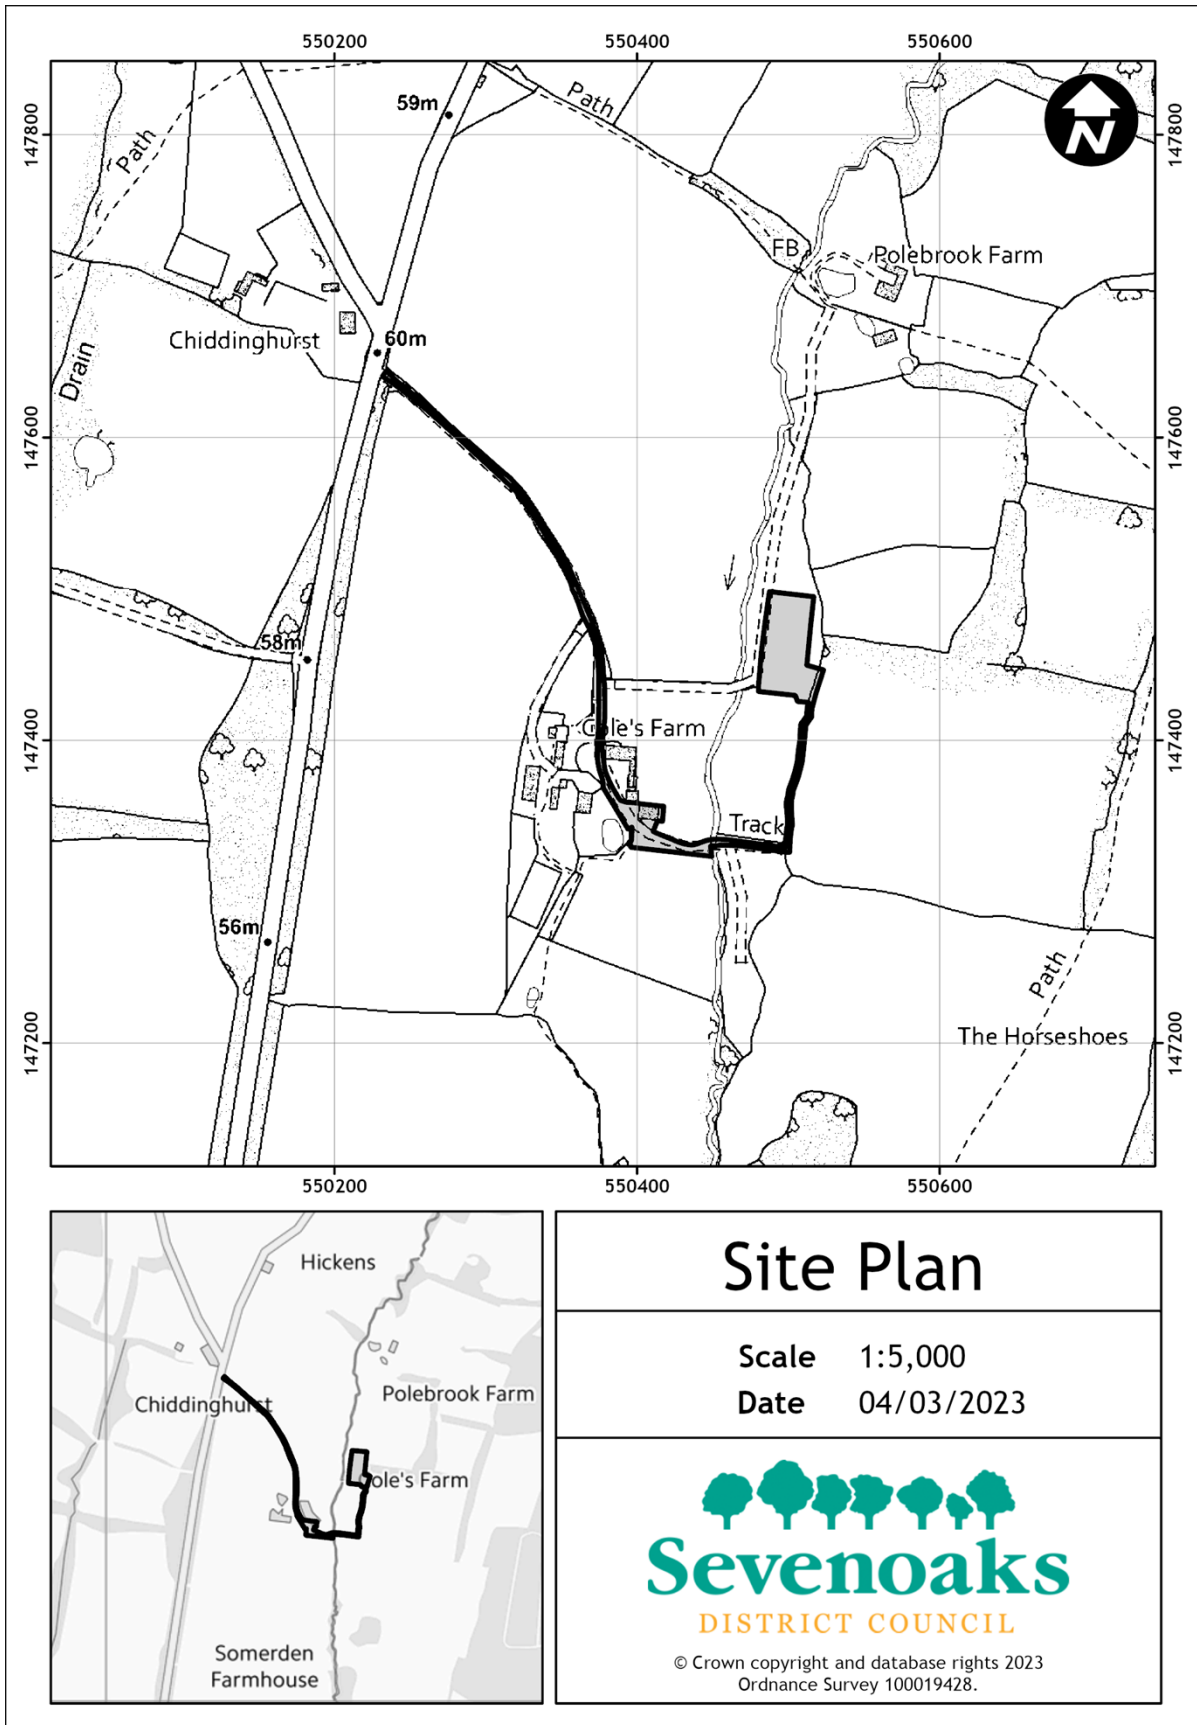 550200
550400
550600
59m
Path
Path
147800
147800
N
FB
Polebrook Farm
Chiddinghurst
60m
Drain
147600
147600
58m
Cole's Farm
147400
147400
Track
56m
Path
The Horseshoes
147200
147200
550200
550400
550600
Hickens
Chiddinghurst
Polebrook Farm
ole's Farm
Somerden
Farmhouse
Site Plan
Scale 1:5,000
Date 04/03/2023
Sevenoaks
DISTRICT COUNCIL
© Crown copyright and database rights 2023
Ordnance Survey 100019428.